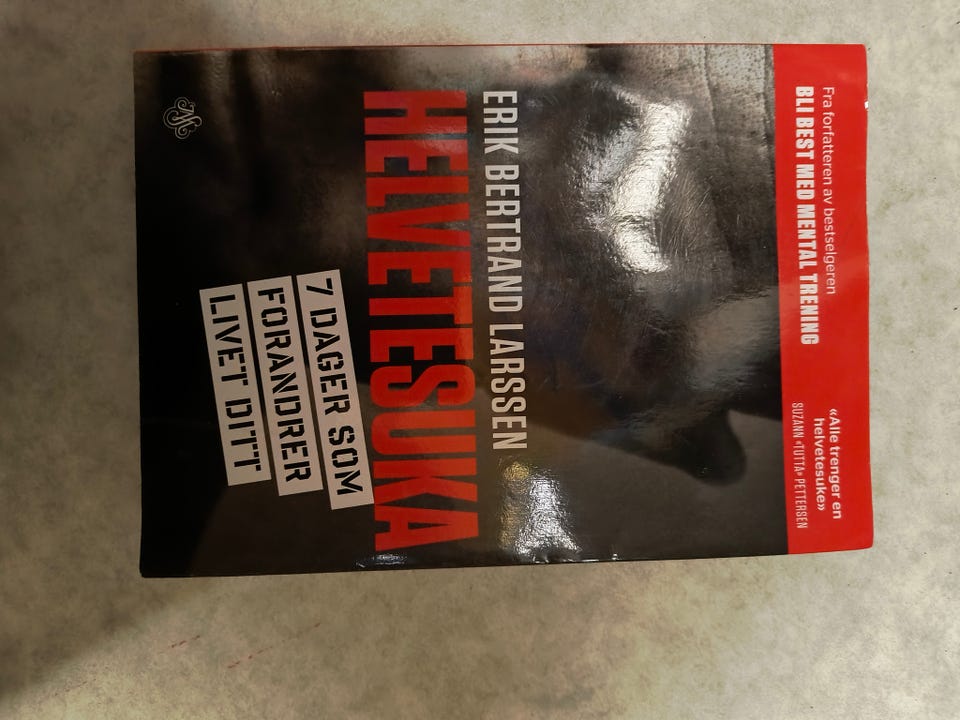 Fra forfatteren av bestselgeren
BLI BEST MED MENTAL TRENING
«Alle trenger en
helvetesuke»
SUZANN «TUTTA» PETTERSEN
ERIK BERTRAND LARSSEN
HELVETESUKA
7 DAGER SOM
FORANDRER
LIVET DITT